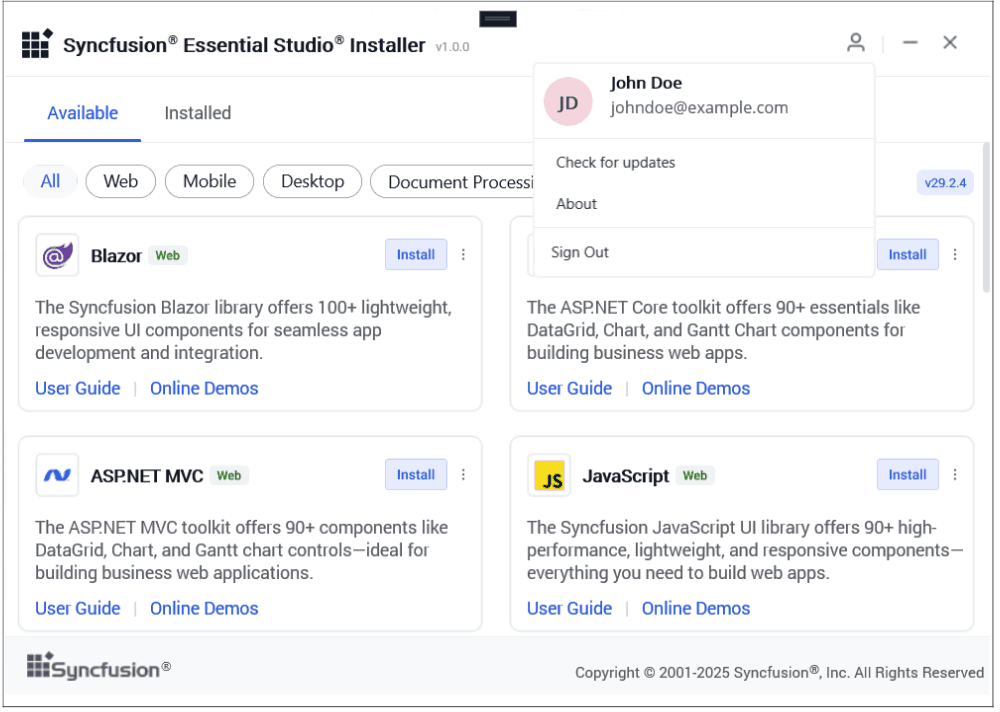 Syncfusion® Essential Studio® Installer v1.0.0
JD
John Doe
johndoe@example.com
Check for updates
About
Sign Out
Available Installed
All Web Mobile Desktop Document Processi
v29.2.4
Blazor Web Install
The Syncfusion Blazor library offers 100+ lightweight,
responsive UI components for seamless app
development and integration.
User Guide | Online Demos
Install
The ASP.NET Core toolkit offers 90+ essentials like
DataGrid, Chart, and Gantt Chart components for
building business web apps.
User Guide | Online Demos
ASP.NET MVC Web Install
The ASP.NET MVC toolkit offers 90+ components like
DataGrid, Chart, and Gantt chart controls—ideal for
building business web applications.
User Guide | Online Demos
JS JavaScript Web Install
The Syncfusion JavaScript UI library offers 90+ high-
performance, lightweight, and responsive components—
everything you need to build web apps.
User Guide | Online Demos
Syncfusion®
Copyright © 2001-2025 Syncfusion®, Inc. All Rights Reserved